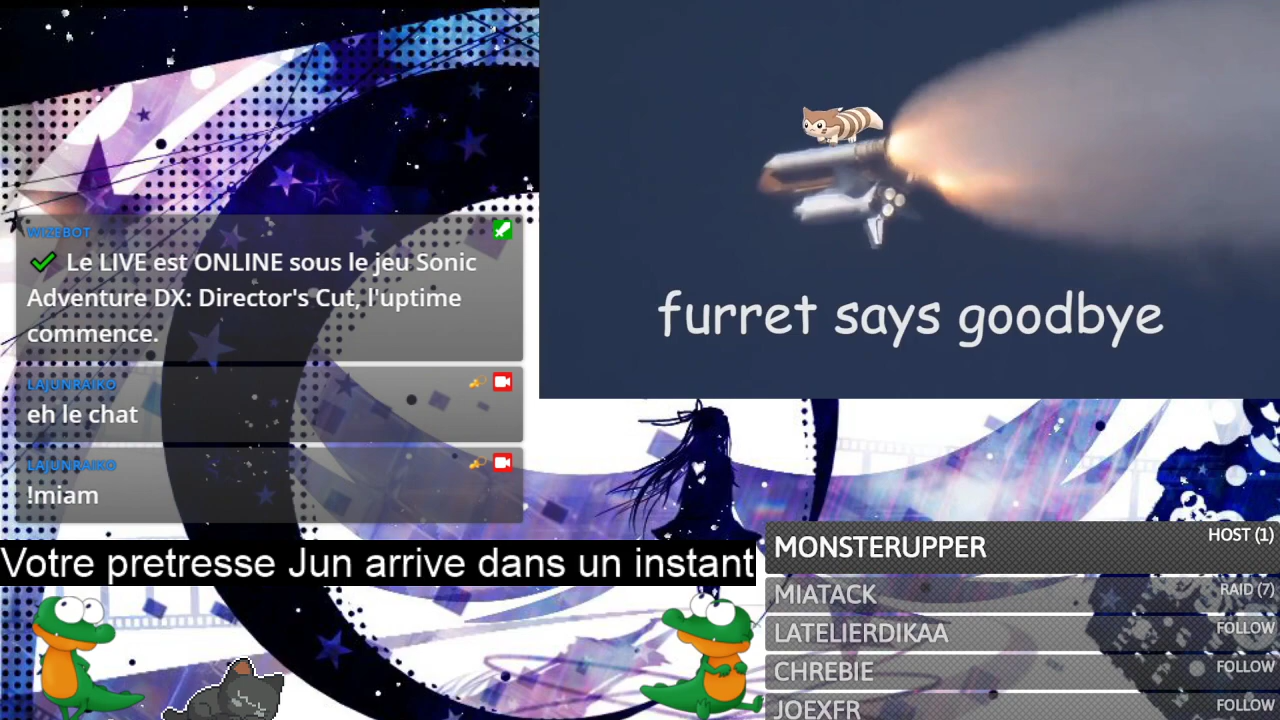 WIZEBOT
Le LIVE est ONLINE sous le jeu Sonic
Adventure DX: Director's Cut, l'uptime
commence.
LAJUNRAIKO
eh le chat
LAJUNRAIKO
!miam
furret says goodbye
Votre pretresse Jun arrive dans un instant
MONSTERUPPER HOST (1)
MIATACK RAID (7)
LATELIERDIKAA FOLLOW
CHREBIE FOLLOW
JOEXFR FOLLOW